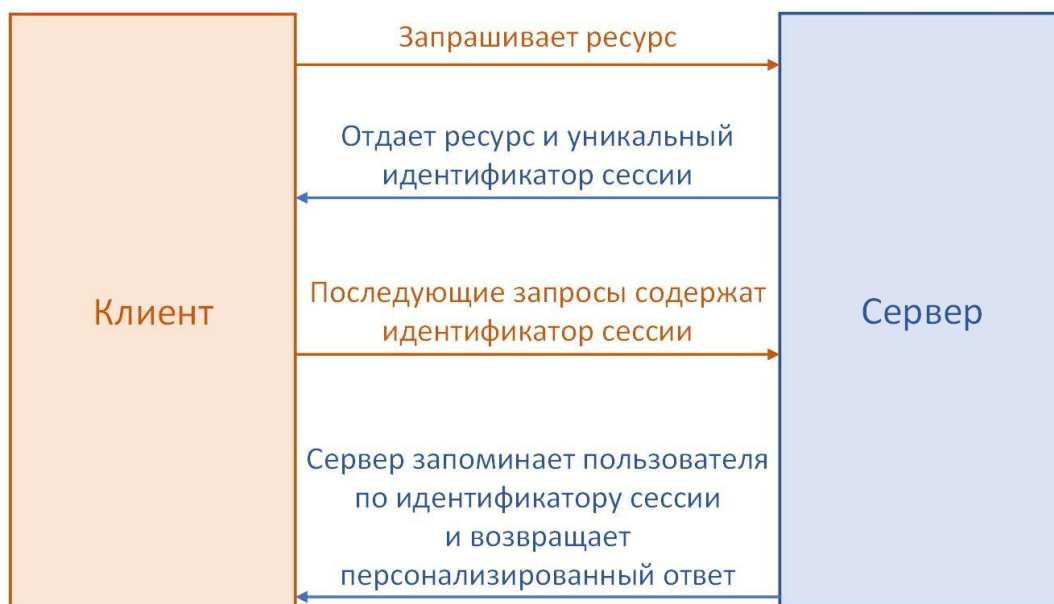 Запрашивает ресурс
Отдает ресурс и уникальный
идентификатор сессии
Клиент
Последующие запросы содержат
идентификатор сессии
Сервер
Сервер запоминает пользователя
по идентификатору сессии
и возвращает
персонализированный ответ